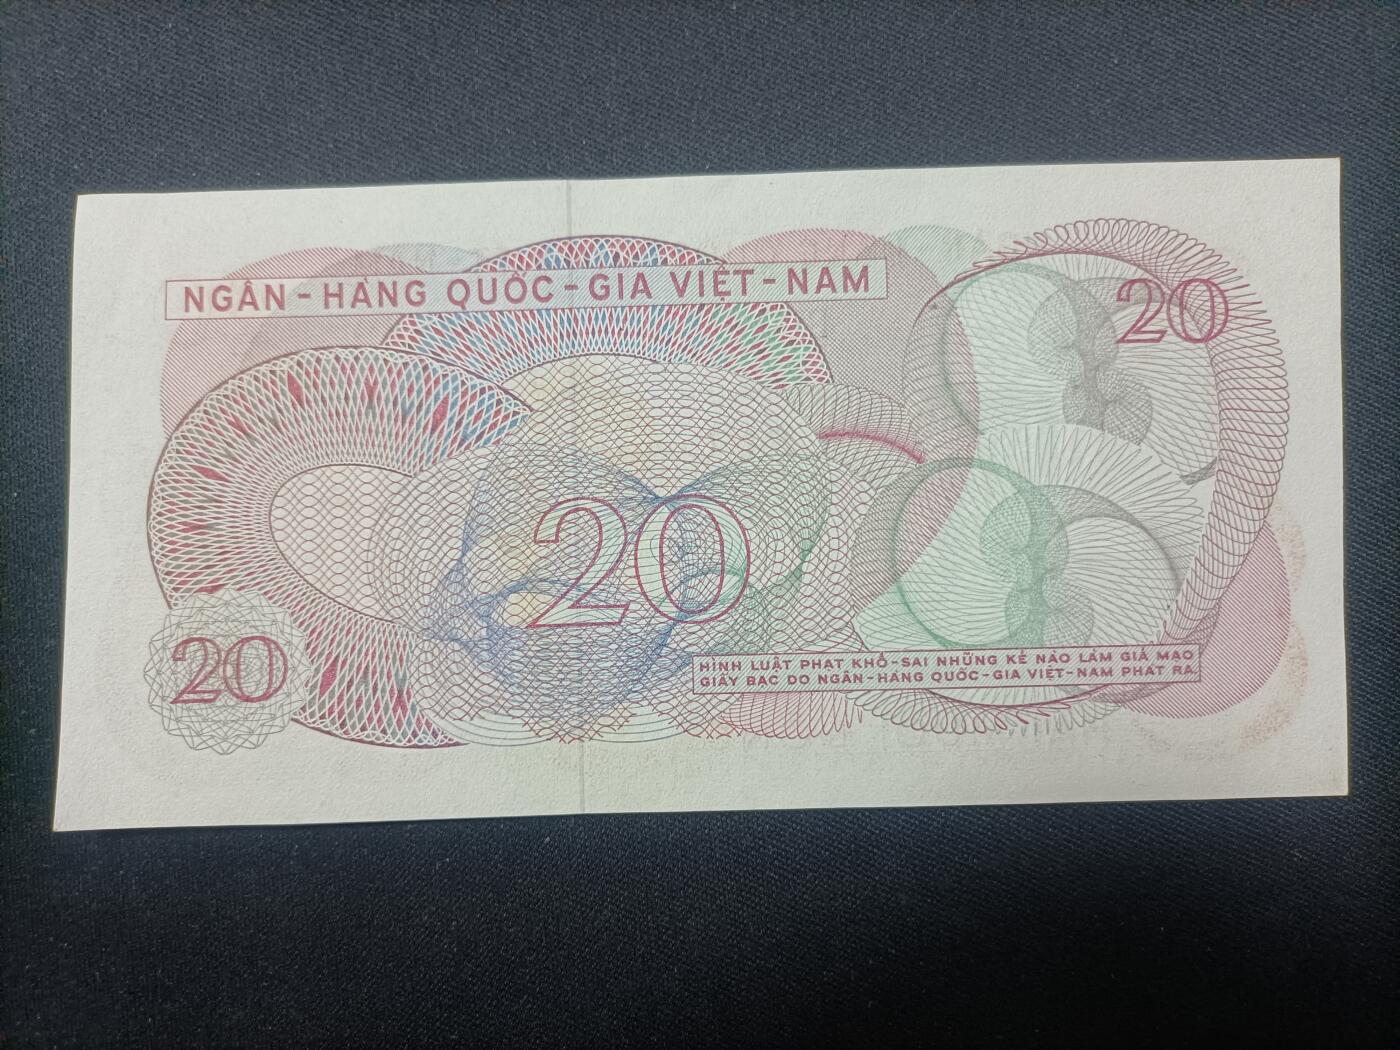 NGÂN - HÀNG QUỐC - GIA VIỆT - NAM
20
20
20
HÌNH LUẬT PHẠT KHỔ - SAI NHỮNG KẺ NÀO LÀM GIẢ MẠO
GIẤY BẠC DO NGÂN - HÀNG QUỐC - GIA VIỆT - NAM PHÁT RA